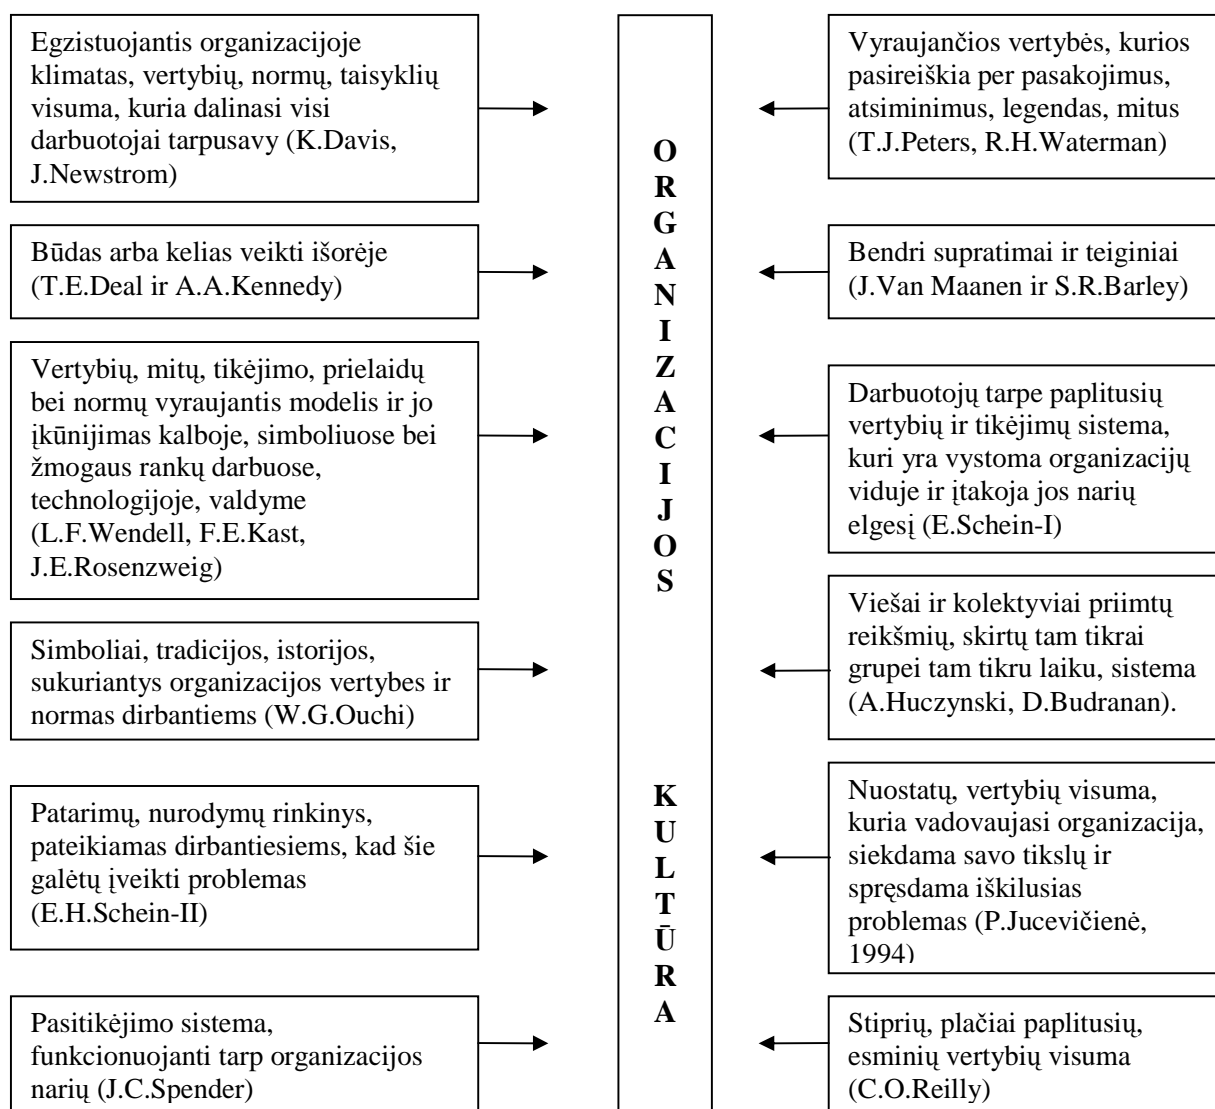 Egzistuojantis organizacijoje
klimatas, vertybių, normų, taisyklių
visuma, kuria dalinasi visi
darbuotojai tarpusavy (K.Davis,
J.Newstrom)
Būdas arba kelias veikti išorėje
(T.E.Deal ir A.A.Kennedy)
Vertybių, mitų, tikėjimo, prielaidų
bei normų vyraujantis modelis ir jo
įkūnijimas kalboje, simboliuose bei
žmogaus rankų darbuose,
technologijoje, valdyme
(L.F.Wendell, F.E.Kast,
J.E.Rosenzweig)
Simboliai, tradicijos, istorijos,
sukuriantys organizacijos vertybes ir
normas dirbantiems (W.G.Ouchi)
Patarimų, nurodymų rinkinys,
pateikiamas dirbantiesiems, kad šie
galėtų įveikti problemas
(E.H.Schein-II)
Pasitikėjimo sistema,
funkcionuojanti tarp organizacijos
narių (J.C.Spender)
O
R
G
A
N
I
Z
A
C
I
J
O
S
K
U
L
T
Ū
R
A
Vyraujančios vertybės, kurios
pasireiškia per pasakojimus,
atsiminimus, legendas, mitus
(T.J.Peters, R.H.Waterman)
Bendri supratimai ir teiginiai
(J.Van Maanen ir S.R.Barley)
Darbuotojų tarpe paplitusių
vertybių ir tikėjimų sistema,
kuri yra vystoma organizacijų
viduje ir įtakoja jos narių
elgesį (E.Schein-I)
Viešai ir kolektyviai priimtų
reikšmių, skirtų tam tikrai
grupei tam tikru laiku, sistema
(A.Huczynski, D.Budranan).
Nuostatų, vertybių visuma,
kuria vadovaujasi organizacija,
siekdama savo tikslų ir
spręsdama iškilusias
problemas (P.Jucevičienė,
1994)
Stiprių, plačiai paplitusių,
esminių vertybių visuma
(C.O.Reilly)